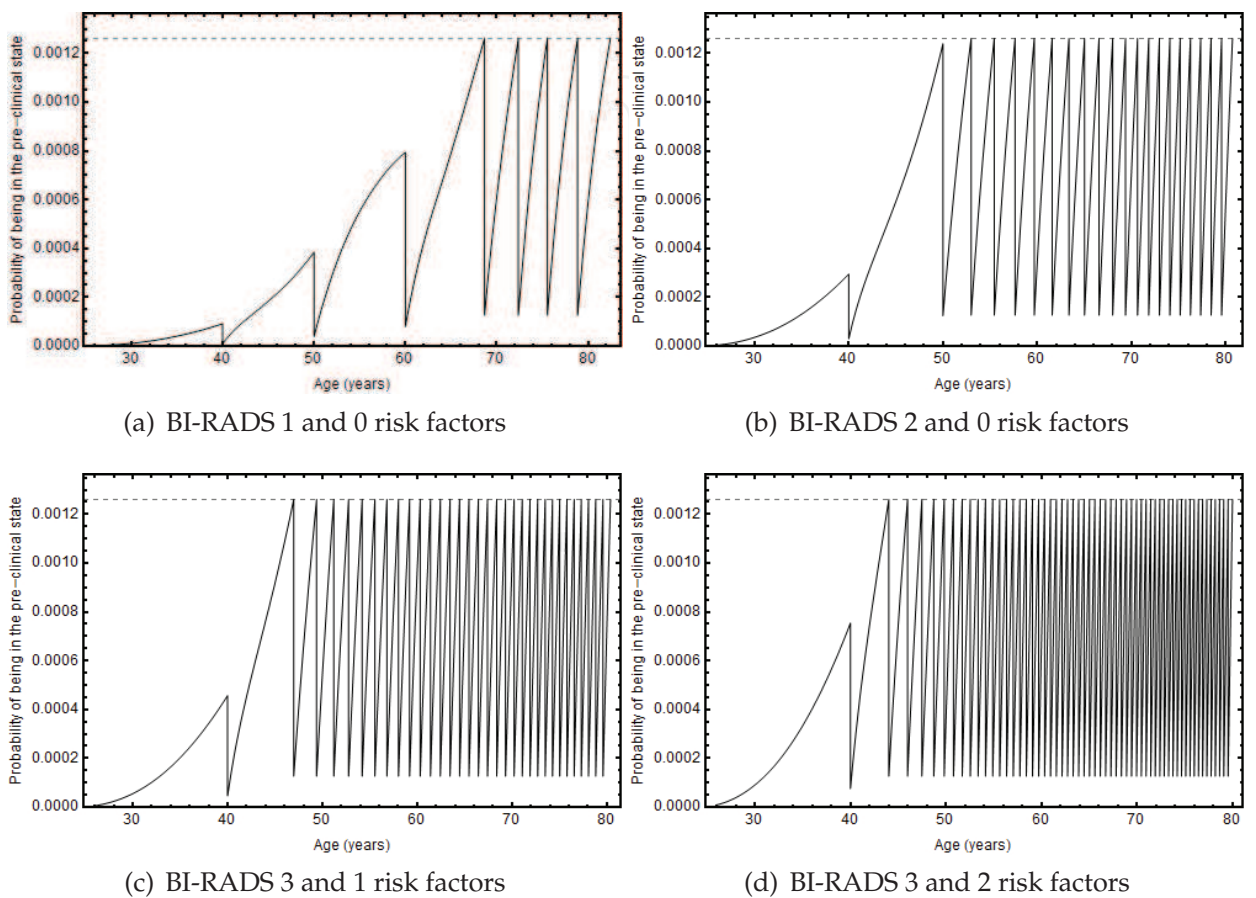 Probability of being in the pre-clinical state
0.0012
0.0010
0.0008
0.0006
0.0004
0.0002
0.0000
30 40 50 60 70 80
Age (years)
(a) BI-RADS 1 and 0 risk factors
Probability of being in the pre-clinical state
0.0012
0.0010
0.0008
0.0006
0.0004
0.0002
0.0000
30 40 50 60 70 80
Age (years)
(b) BI-RADS 2 and 0 risk factors
Probability of being in the pre-clinical state
0.0012
0.0010
0.0008
0.0006
0.0004
0.0002
0.0000
30 40 50 60 70 80
Age (years)
(c) BI-RADS 3 and 1 risk factors
Probability of being in the pre-clinical state
0.0012
0.0010
0.0008
0.0006
0.0004
0.0002
0.0000
30 40 50 60 70 80
Age (years)
(d) BI-RADS 3 and 2 risk factors